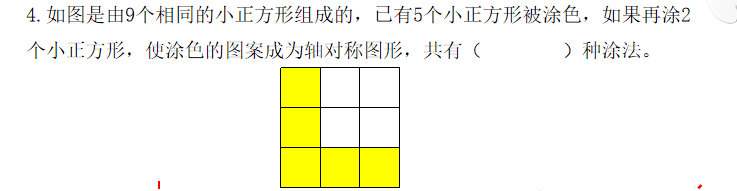 4. 如图是由9个相同的小正方形组成的，已有5个小正方形被涂色，如果再涂2
个小正方形，使涂色的图案成为轴对称图形，共有（ ）种涂法。